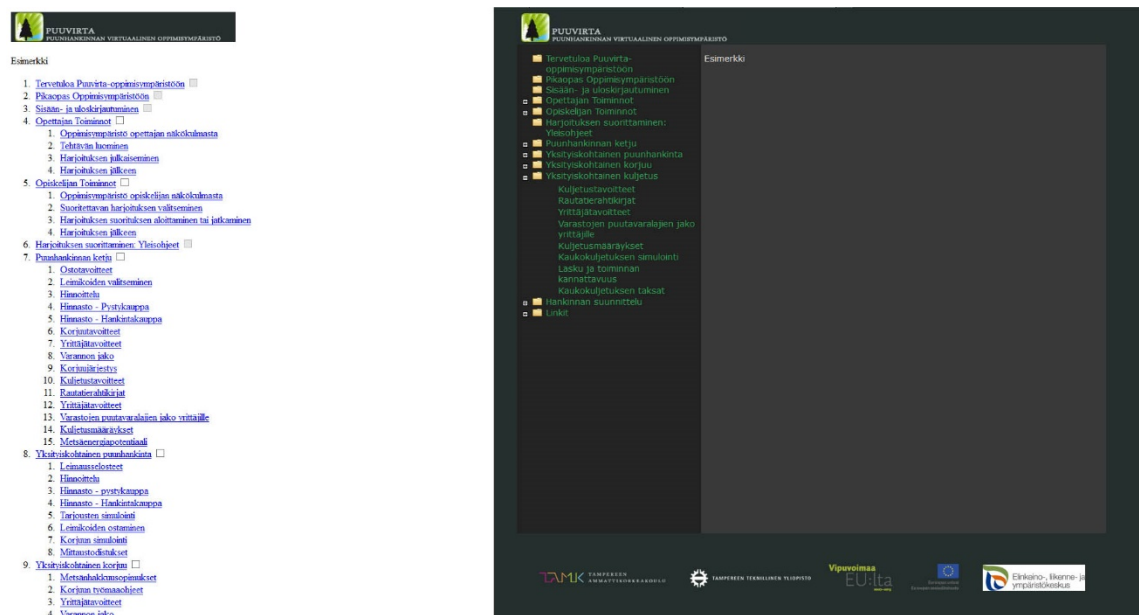 PUUVIRTA
PUUNHANKINNAN VIRTUAALINEN OPPIMISYMPÄRISTÖ
Esimerkki
1. Tervetuloa Puuvirta-oppimisympäristöön
2. Pikaopas Oppimisympäristöön
3. Sisään- ja uloskirjautuminen
4. Opettajan Toiminnot
1. Oppimisympäristö opettajan näkökulmasta
2. Tehtävän luominen
3. Harjoituksen julkaiseminen
4. Harjoituksen jälkeen
5. Opiskelijan Toiminnot
1. Oppimisympäristö opiskelijan näkökulmasta
2. Suoritettavan harjoituksen valitseminen
3. Harjoituksen suorituksen aloittaminen tai jatkaminen
4. Harjoituksen jälkeen
6. Harjoituksen suorittaminen: Yleisohjeet
7. Puunhankinnan ketju
1. Ostotavoitteet
2. Leimikoiden valitseminen
3. Hinnoittelu
4. Hinnasto - Pystykauppa
5. Hinnasto - Hankintakauppa
6. Korjuutavoitteet
7. Yrittäjätavoitteet
8. Varannon jako
9. Korjuujärjestys
10. Kuljetustavoitteet
11. Rautatierahtikirjat
12. Yrittäjätavoitteet
13. Varastojen puutavaralajien jako yrittäjille
14. Kuljetusmääräykset
15. Metsäenergiapotentiaali
8. Yksityiskohtainen puunhankinta
1. Leimausselosteet
2. Hinnoittelu
3. Hinnasto - pystykauppa
4. Hinnasto - Hankintakauppa
5. Tarjousten simulointi
6. Leimikoiden ostaminen
7. Korjuun simulointi
8. Mittaustodistukset
9. Yksityiskohtainen korjuu
1. Metsänhakkuusopimukset
2. Korjuun työmaaohjeet
3. Yrittäjätavoitteet
4. Varannon jako
PUUVIRTA
PUUNHANKINNAN VIRTUAALINEN OPPIMISYMPÄRISTÖ
Tervetuloa Puuvirta-
oppimisympäristöön
Pikaopas Oppimisympäristöön
Sisään- ja uloskirjautuminen
Opettajan Toiminnot
Opiskelijan Toiminnot
Harjoituksen suorittaminen:
Yleisohjeet
Puunhankinnan ketju
Yksityiskohtainen puunhankinta
Yksityiskohtainen korjuu
Yksityiskohtainen kuljetus
Kuljetustavoitteet
Rautatierahtikirjat
Yrittäjätavoitteet
Varastojen puutavaralajien jako
yrittäjille
Kuljetusmääräykset
Kaukokuljetuksen simulointi
Lasku ja toiminnan
kannattavuus
Kaukokuljetuksen taksat
Hankinnan suunnittelu
Linkit
Esimerkki
TAMK TAMPEREEN
AMMATTIKORKEAKOULU
TAMPEREEN TEKNILLINEN YLIOPISTO
Vipuvoimaa
EU:lta
Elinkeino-, liikenne- ja
ympäristökeskus